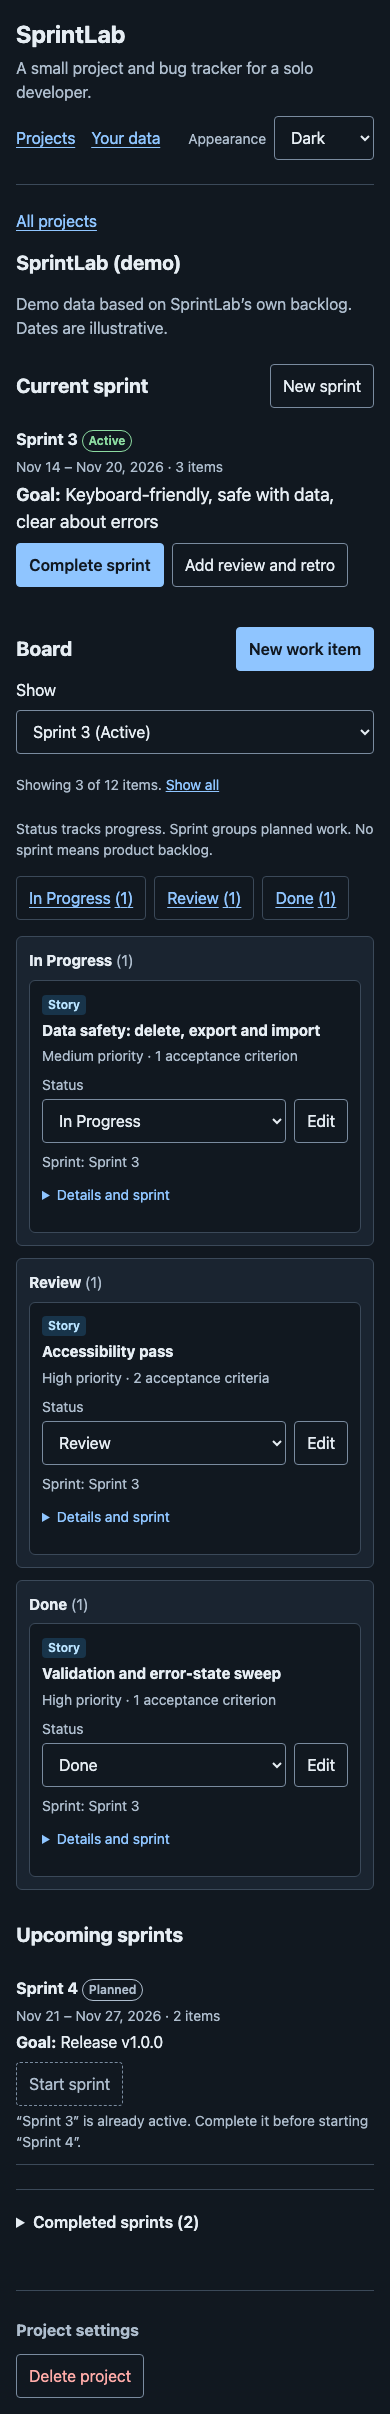 SprintLab
A small project and bug tracker for a solo
developer.
Projects Your data Appearance Dark
All projects
SprintLab (demo)
Demo data based on SprintLab’s own backlog.
Dates are illustrative.
Current sprint New sprint
Sprint 3 Active
Nov 14 – Nov 20, 2026 · 3 items
Goal: Keyboard-friendly, safe with data,
clear about errors
Complete sprint Add review and retro
Board New work item
Show
Sprint 3 (Active)
Showing 3 of 12 items. Show all
Status tracks progress. Sprint groups planned work. No
sprint means product backlog.
In Progress (1) Review (1) Done (1)
In Progress (1)
Story
Data safety: delete, export and import
Medium priority · 1 acceptance criterion
Status
In Progress Edit
Sprint: Sprint 3
Details and sprint
Review (1)
Story
Accessibility pass
High priority · 2 acceptance criteria
Status
Review Edit
Sprint: Sprint 3
Details and sprint
Done (1)
Story
Validation and error-state sweep
High priority · 1 acceptance criterion
Status
Done Edit
Sprint: Sprint 3
Details and sprint
Upcoming sprints
Sprint 4 Planned
Nov 21 – Nov 27, 2026 · 2 items
Goal: Release v1.0.0
Start sprint
“Sprint 3” is already active. Complete it before starting
“Sprint 4”.
Completed sprints (2)
Project settings
Delete project